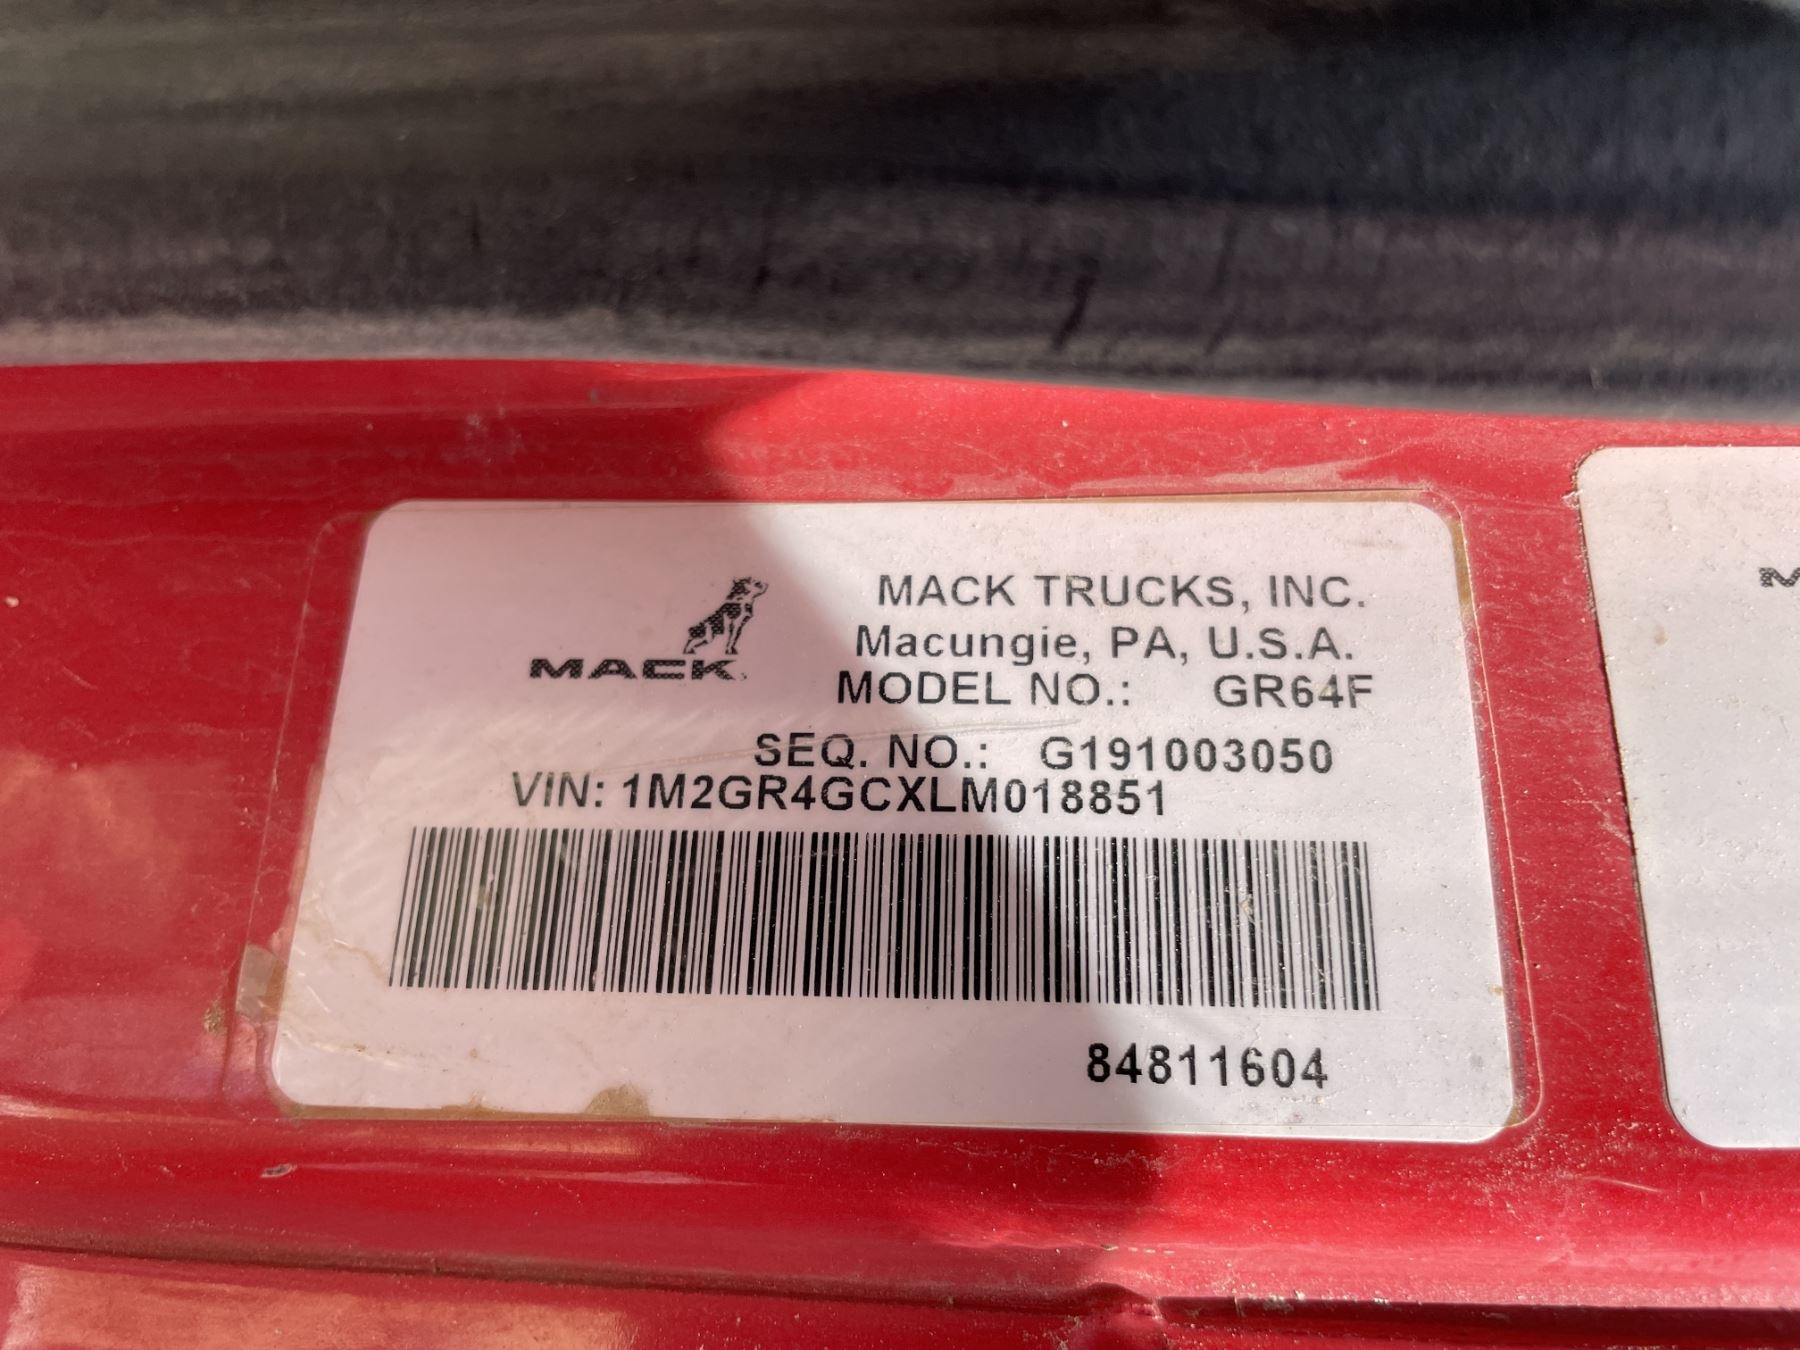 MACK
MACK TRUCKS, INC.
Macungie, PA, U.S.A.
MODEL NO.: GR64F
SEQ. NO.: G191003050
VIN: 1M2GR4GCXLM018851
84811604